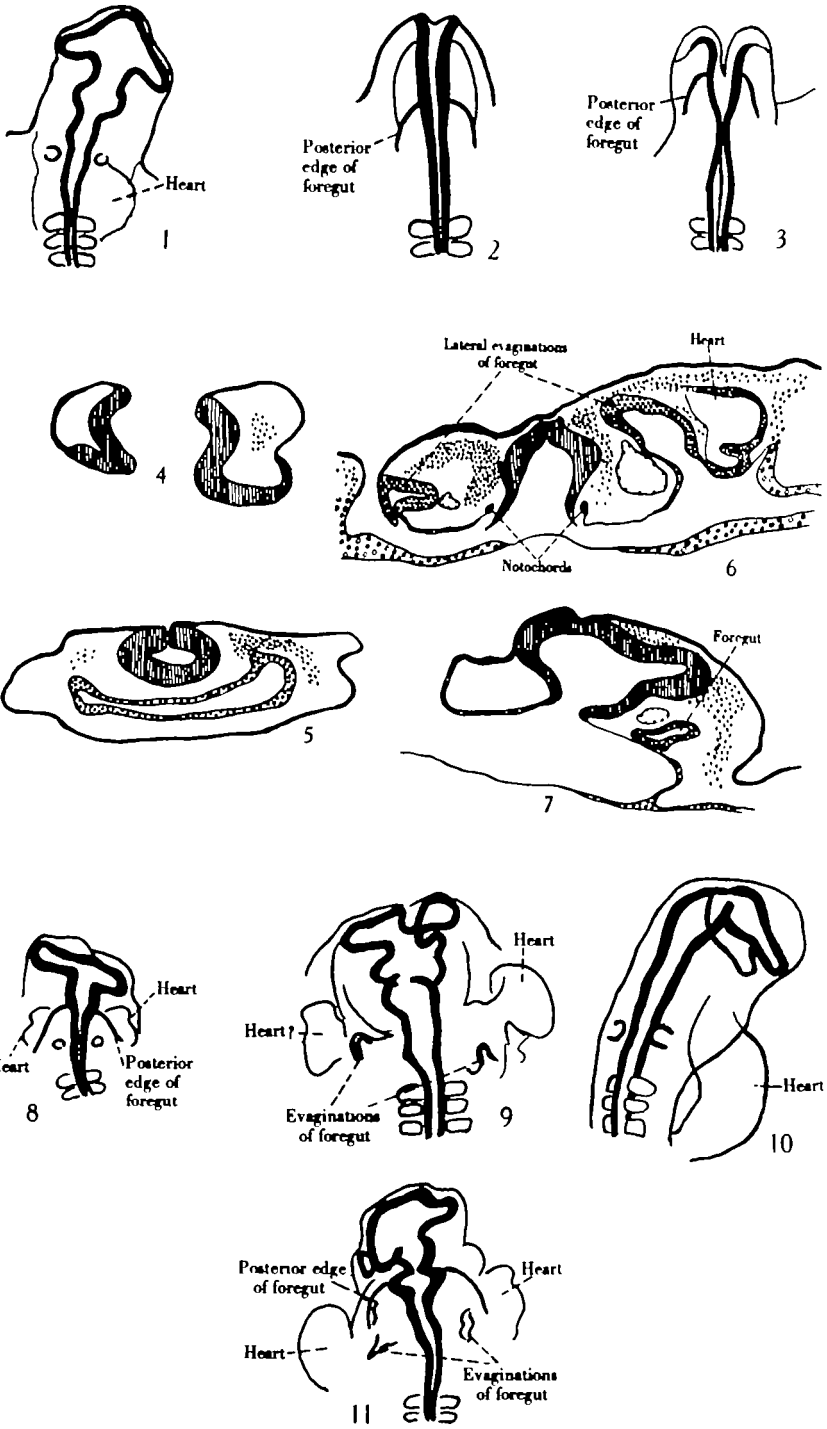 Heart
1
Posterior
edge of
foregut
2
Posterior
edge of
foregut
3
4
Lateral evaginations
of foregut
Heart
Notochords
6
5
Foregut
7
Heart
eart
Posterior
edge of
foregut
8
Heart
Heart?
Evaginations
of foregut
9
Heart
10
Posterior edge
of foregut
Heart
Heart
Evaginations
of foregut
11